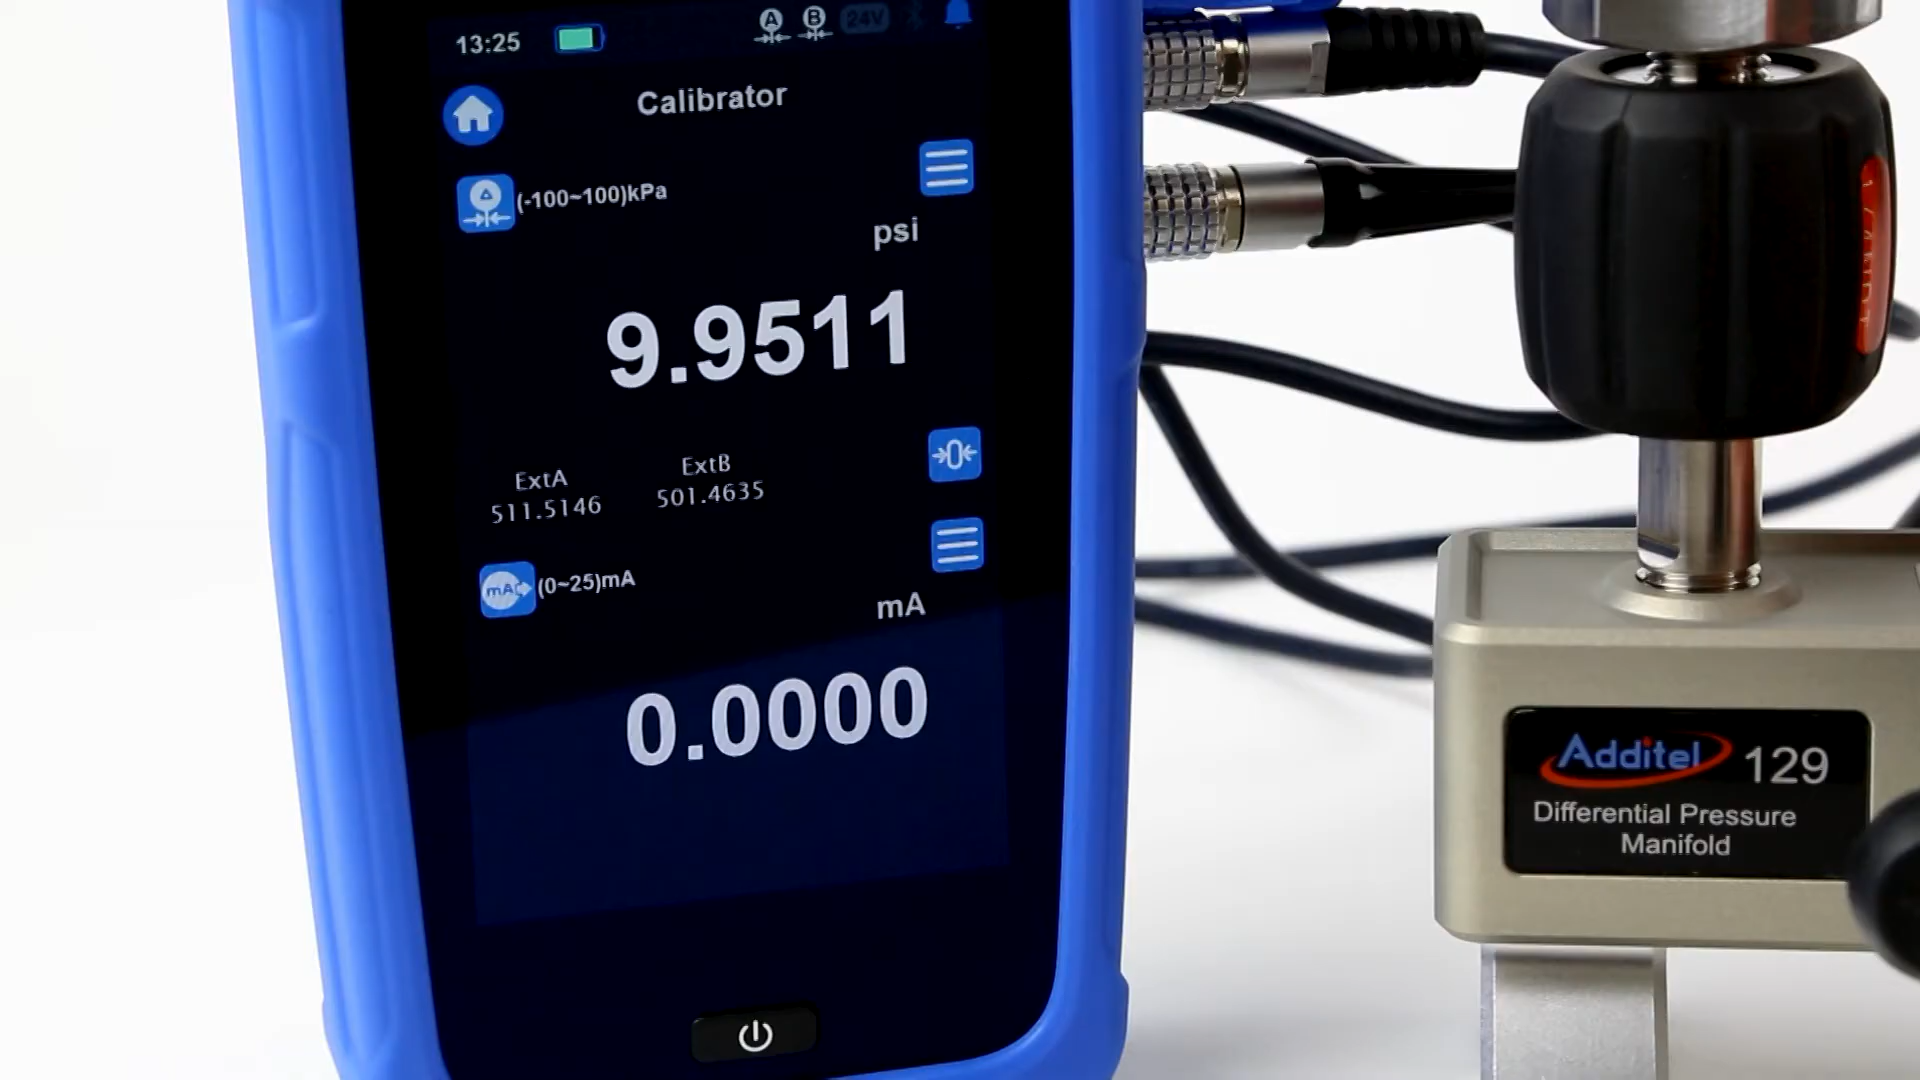 13:25
A
B
24V
Calibrator
(-100~100)kPa
psi
9.9511
ExtA
ExtB
511.5146
501.4635
mA
(0~25)mA
mA
0.0000
Additel 129
Differential Pressure
Manifold